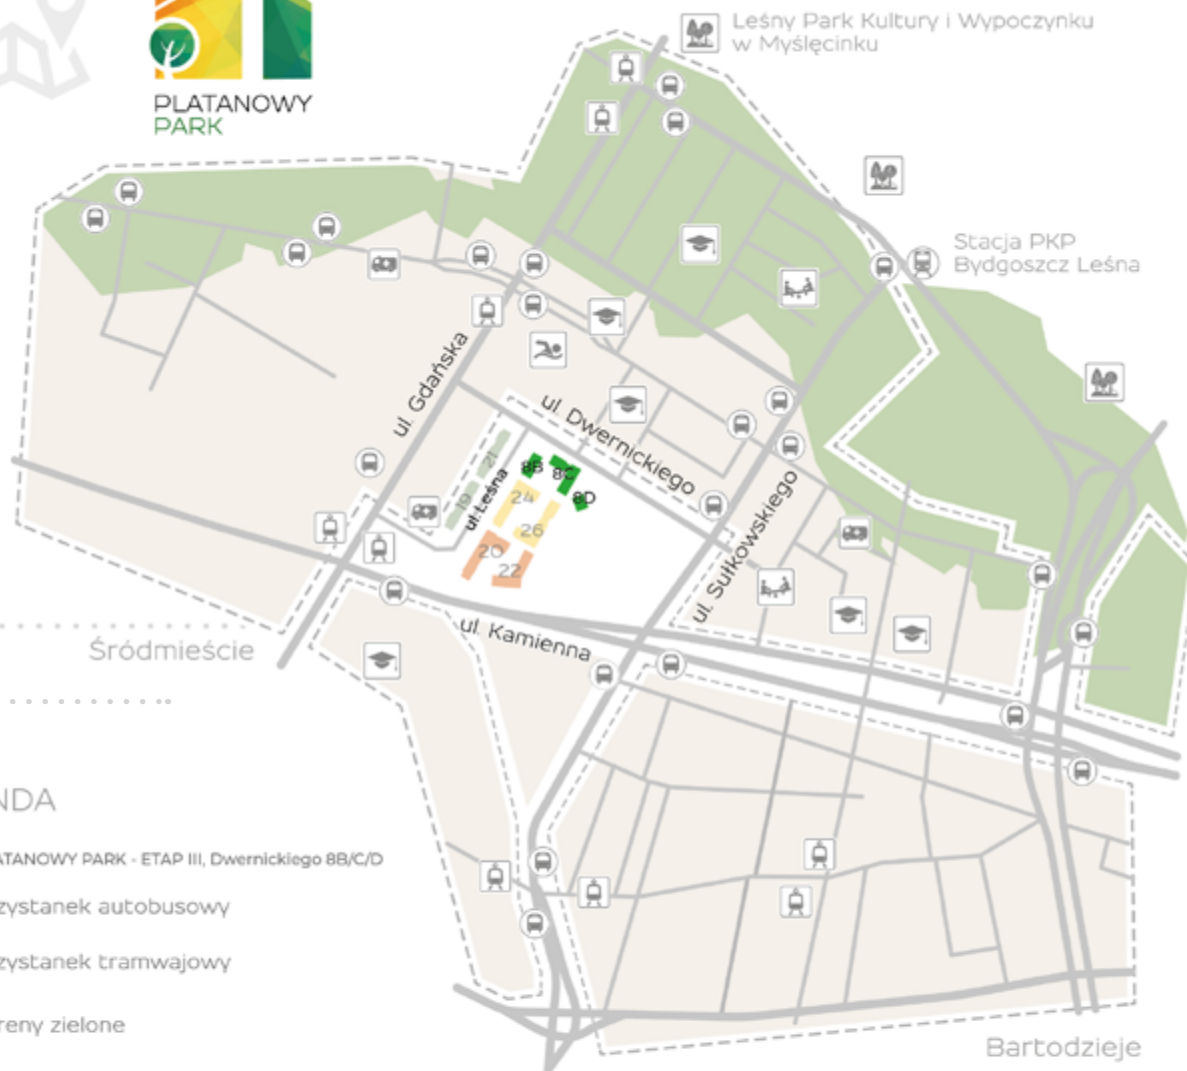 Leśny Park Kultury i Wypoczynku
w Myślęcinku
PLATANOWY
PARK
Stacja PKP
Bydgoszcz Leśna
ul. Gdańska
ul. Dwernickiego
21
8B
8C
8D
19
ul. Leśna
24
26
20
22
ul. Sułkowskiego
ul. Kamienna
Śródmieście
NDA
ATANOWY PARK - ETAP III, Dwernickiego 8B/C/D
zystanek autobusowy
zystanek tramwajowy
reny zielone
Bartodzieje